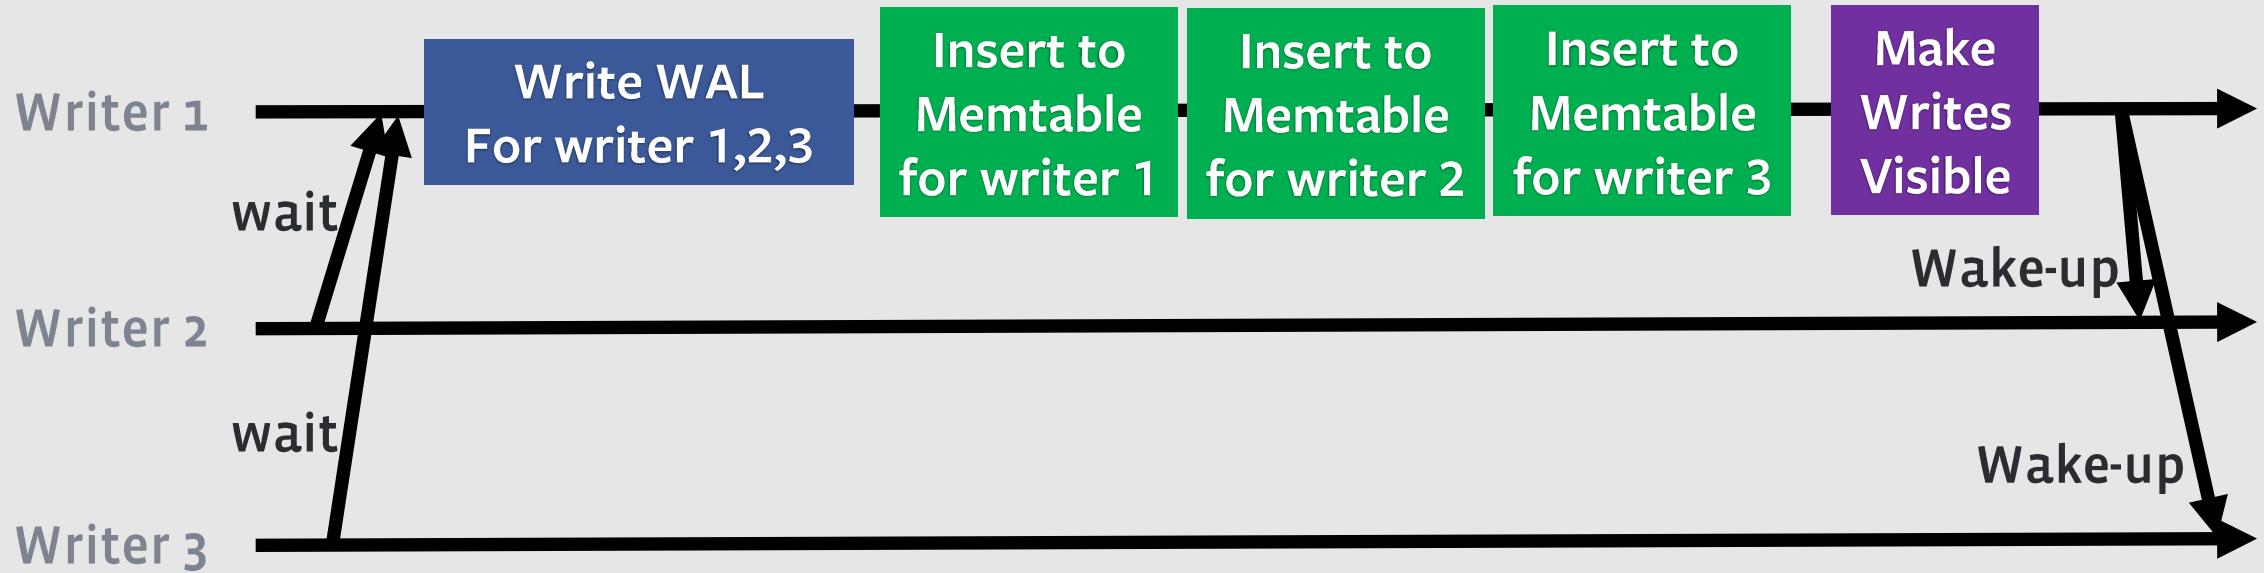 Writer 1
Write WAL
For writer 1,2,3
Insert to
Memtable
for writer 1
Insert to
Memtable
for writer 2
Insert to
Memtable
for writer 3
Make
Writes
Visible
wait
Wake-up
Writer 2
wait
Wake-up
Writer 3